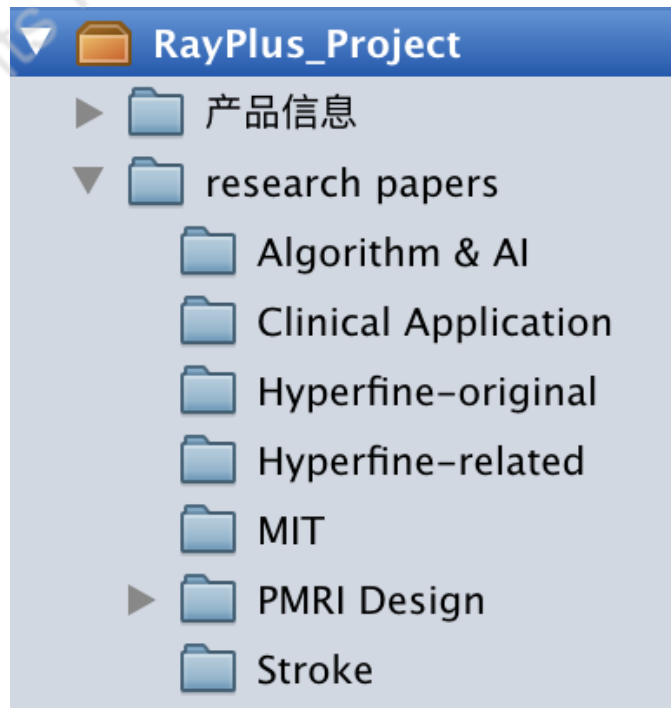 RayPlus_Project
产品信息
research papers
Algorithm & AI
Clinical Application
Hyperfine-original
Hyperfine-related
MIT
PMRI Design
Stroke